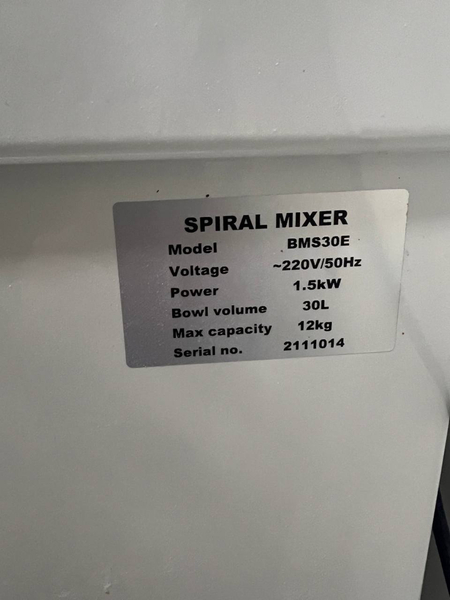 SPIRAL MIXER
Model BMS30E
Voltage ~220V/50Hz
Power 1.5kW
Bowl volume 30L
Max capacity 12kg
Serial no. 2111014